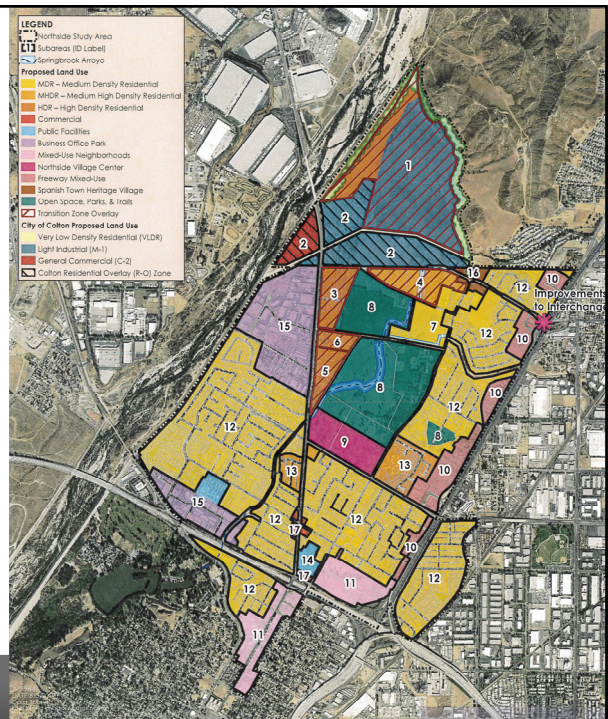 LEGEND
Northside Study Area
Subareas (ID Label)
Springbrook Arroyo
Proposed Land Use
MDR – Medium Density Residential
MHDR – Medium High Density Residential
HDR – High Density Residential
Commercial
Public Facilities
Business Office Park
Mixed-Use Neighborhoods
Northside Village Center
Freeway Mixed-Use
Spanish Town Heritage Village
Open Space, Parks, & Trails
Transition Zone Overlay
City of Colton Proposed Land Use
Very Low Density Residential (VLDR)
Light Industrial (M-1)
General Commercial (C-2)
Colton Residential Overlay (R-O) Zone
1
2
2
2
16
12
10
3
4
8
Improvements
to Interchange
15
7
12
10
6
5
8
10
12
12
8
9
13
10
13
15
12
12
17
10
14
17
11
12
12
11